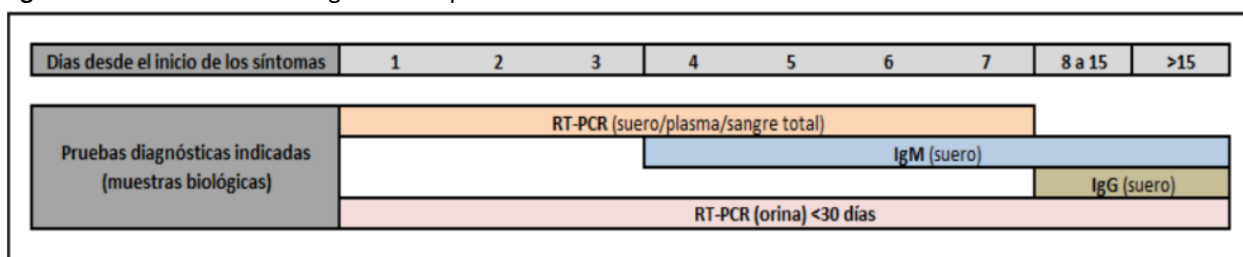 Dias desde el inicio de los síntomas 1 2 3 4 5 6 7 8 a 15 >15
RT-PCR (suero/plasma/sangre total)
Pruebas diagnósticas indicadas
(muestras biológicas)
IgM (suero)
IgG (suero)
RT-PCR (orina) <30 días